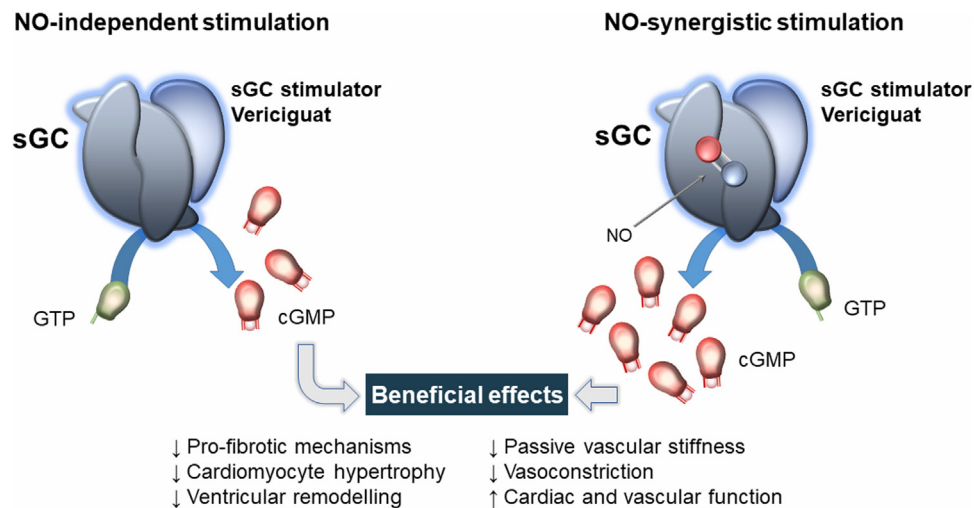 NO-independent stimulation
sGC stimulator
Vericiguat
sGC
GTP
cGMP
NO-synergistic stimulation
sGC stimulator
Vericiguat
sGC
NO
GTP
cGMP
Beneficial effects
↓ Pro-fibrotic mechanisms
↓ Cardiomyocyte hypertrophy
↓ Ventricular remodelling
↓ Passive vascular stiffness
↓ Vasoconstriction
↑ Cardiac and vascular function